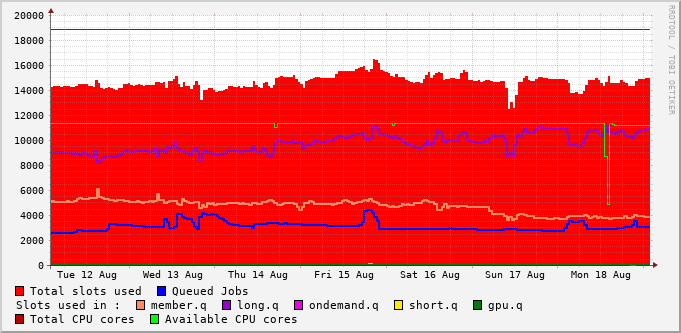 RRDTOOL / TOBI OETIKER
20000
18000
16000
14000
12000
10000
8000
6000
4000
2000
0
Tue 12 Aug Wed 13 Aug Thu 14 Aug Fri 15 Aug Sat 16 Aug Sun 17 Aug Mon 18 Aug
Total slots used Queued Jobs
Slots used in : member.q long.q ondemand.q short.q gpu.q
Total CPU cores Available CPU cores